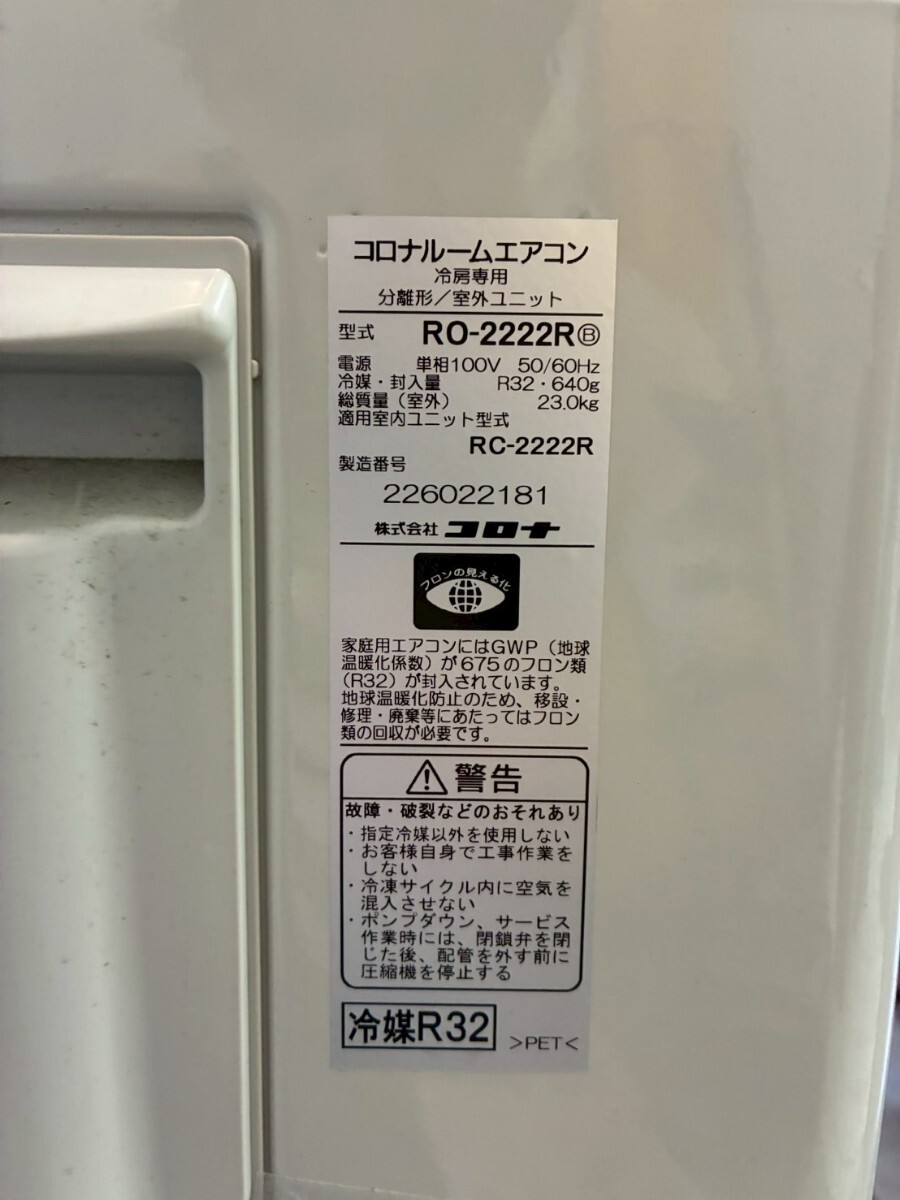 コロナルームエアコン
冷房専用
分離形／室外ユニット
型式 RO-2222RⒷ
電源 単相100V 50/60Hz
冷媒・封入量 R32・640g
総質量（室外） 23.0kg
適用室内ユニット型式
RC-2222R
製造番号
226022181
株式会社 コロナ
フロンの見える化
家庭用エアコンにはGWP（地球
温暖化係数）が675のフロン類
（R32）が封入されています。
地球温暖化防止のため、移設・
修理・廃棄等にあたってはフロン
類の回収が必要です。
警告
故障・破裂などのおそれあり
・指定冷媒以外を使用しない
・お客様自身で工事作業を
しない
・冷凍サイクル内に空気を
混入させない
・ポンプダウン、サービス
作業時には、閉鎖弁を閉
じた後、配管を外す前に
圧縮機を停止する
冷媒R32 >PET<